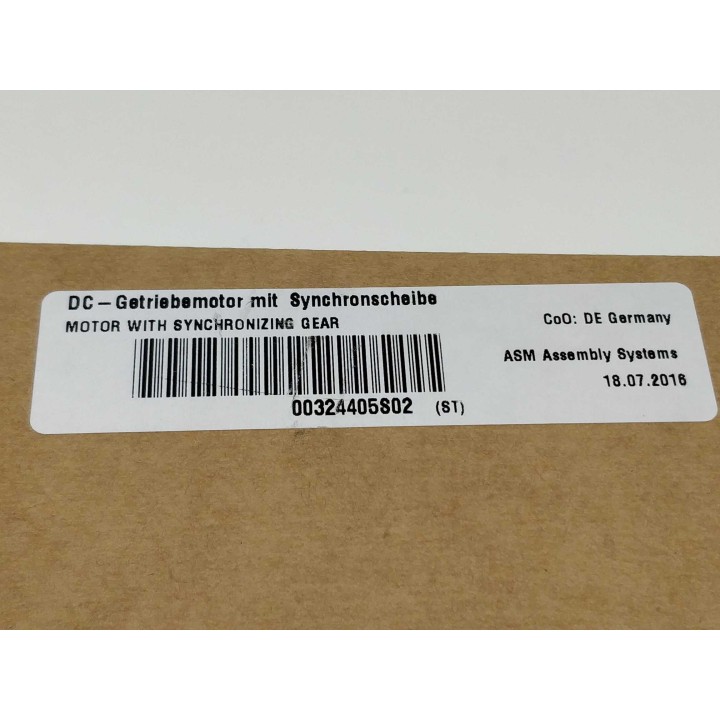 DC-Getriebemotor mit Synchronscheibe
MOTOR WITH SYNCHRONIZING GEAR
00324405S02 (ST)
CoO: DE Germany
ASM Assembly Systems
18.07.2016